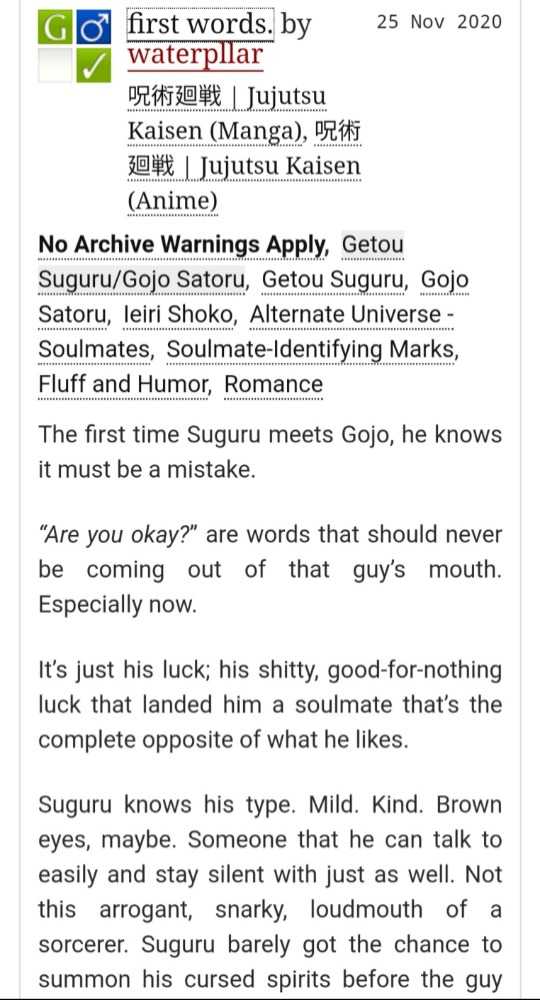 G ♂ first words. by 25 Nov 2020
✓ waterpllar
呪術廻戦 | Jujutsu
Kaisen (Manga), 呪術
廻戦 | Jujutsu Kaisen
(Anime)
No Archive Warnings Apply, Getou
Suguru/Gojo Satoru, Getou Suguru, Gojo
Satoru, Ieiri Shoko, Alternate Universe -
Soulmates, Soulmate-Identifying Marks,
Fluff and Humor, Romance
The first time Suguru meets Gojo, he knows
it must be a mistake.
“Are you okay?” are words that should never
be coming out of that guy’s mouth.
Especially now.
It’s just his luck; his shitty, good-for-nothing
luck that landed him a soulmate that’s the
complete opposite of what he likes.
Suguru knows his type. Mild. Kind. Brown
eyes, maybe. Someone that he can talk to
easily and stay silent with just as well. Not
this arrogant, snarky, loudmouth of a
sorcerer. Suguru barely got the chance to
summon his cursed spirits before the guy